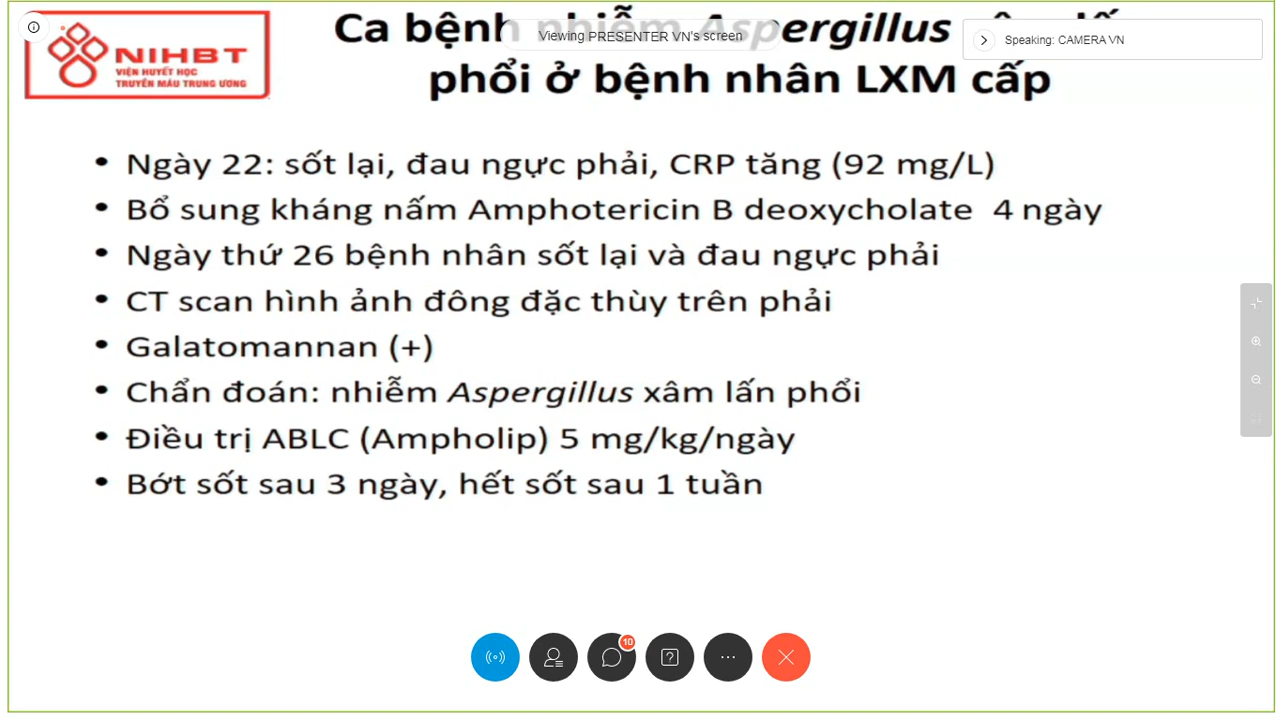 Ca bệnh nhiễm Aspergillus
Viewing PRESENTER VN's screen
Speaking: CAMERA VN
phổi ở bệnh nhân LXM cấp
NIHBT
VIỆN HUYẾT HỌC
TRUYỀN MÁU TRUNG ƯƠNG
• Ngày 22: sốt lại, đau ngực phải, CRP tăng (92 mg/L)
• Bổ sung kháng nấm Amphotericin B deoxycholate 4 ngày
• Ngày thứ 26 bệnh nhân sốt lại và đau ngực phải
• CT scan hình ảnh đông đặc thùy trên phải
• Galatomannan (+)
• Chẩn đoán: nhiễm Aspergillus xâm lấn phổi
• Điều trị ABLC (Ampholip) 5 mg/kg/ngày
• Bớt sốt sau 3 ngày, hết sốt sau 1 tuần
10